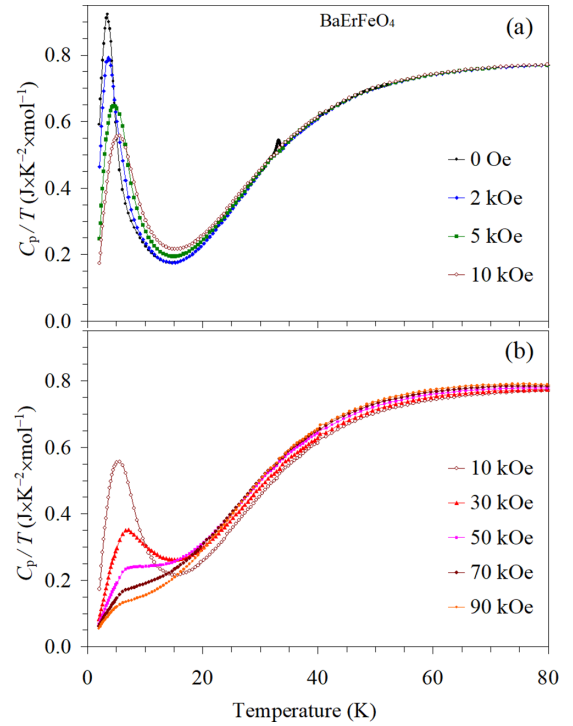 BaErFeO₄
(a)
0.8
0.6
0.4
0.2
0.0
Cₚ / T (J×K⁻²×mol⁻¹)
0 Oe
2 kOe
5 kOe
10 kOe
(b)
0.8
0.6
0.4
0.2
0.0
Cₚ / T (J×K⁻²×mol⁻¹)
10 kOe
30 kOe
50 kOe
70 kOe
90 kOe
0 20 40 60 80
Temperature (K)